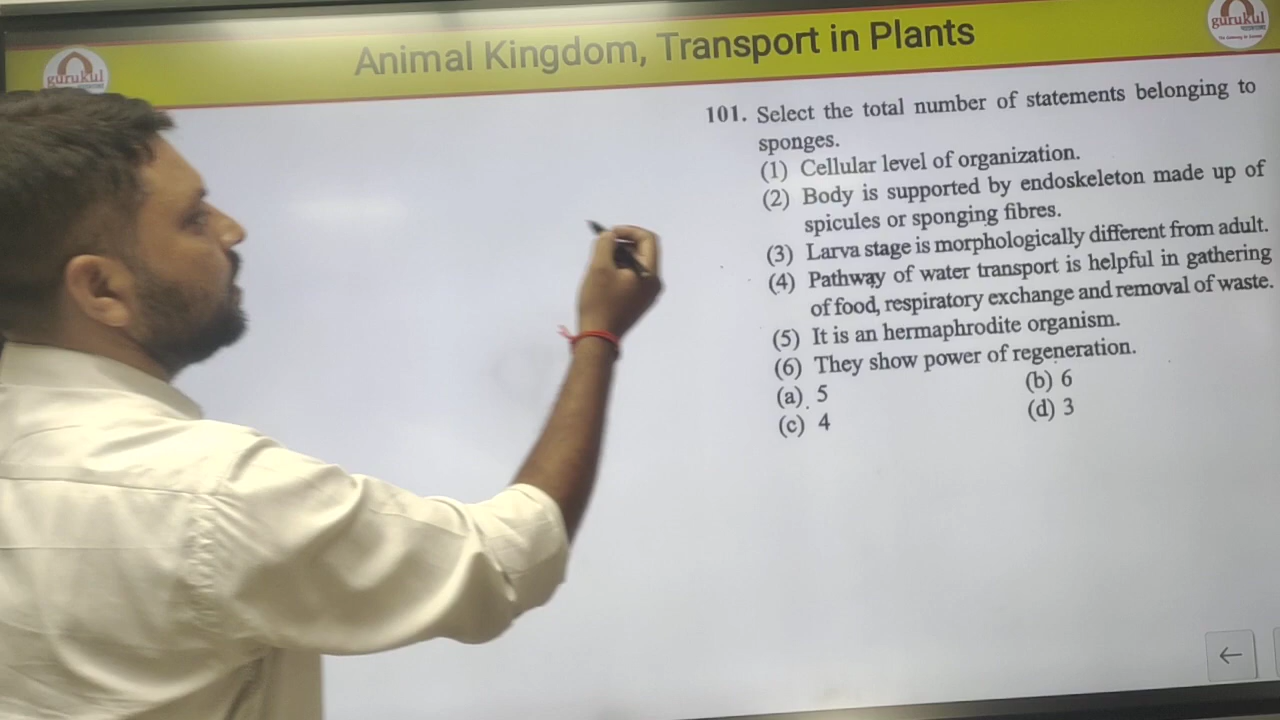 Animal Kingdom, Transport in Plants
gurukul
gurukul
101. Select the total number of statements belonging to
sponges.
(1) Cellular level of organization.
(2) Body is supported by endoskeleton made up of
spicules or sponging fibres.
(3) Larva stage is morphologically different from adult.
(4) Pathway of water transport is helpful in gathering
of food, respiratory exchange and removal of waste.
(5) It is an hermaphrodite organism.
(6) They show power of regeneration.
(a) 5 (b) 6
(c) 4 (d) 3